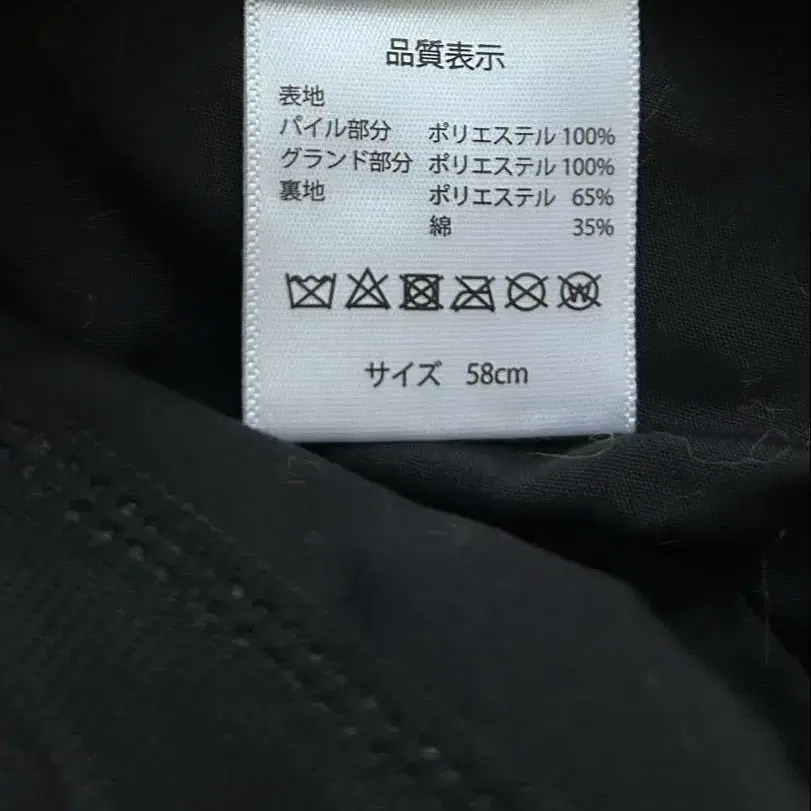 品質表示
表地
パイル部分 ポリエステル 100%
グランド部分 ポリエステル 100%
裏地 ポリエステル 65%
綿 35%
W
サイズ 58cm